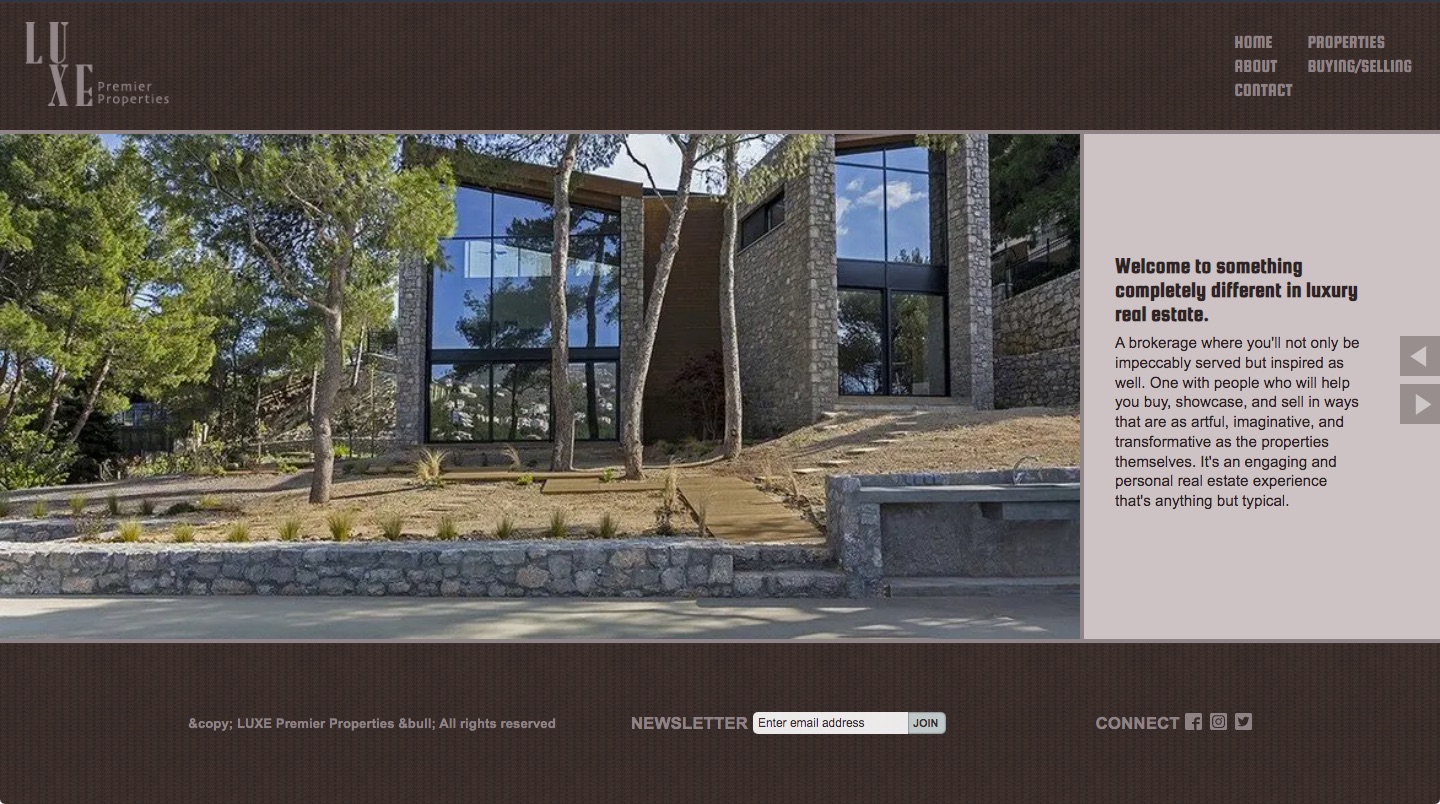 LU
XE Premier
Properties
HOME PROPERTIES
ABOUT BUYING/SELLING
CONTACT
Welcome to something
completely different in luxury
real estate.
A brokerage where you'll not only be
impeccably served but inspired as
well. One with people who will help
you buy, showcase, and sell in ways
that are as artful, imaginative, and
transformative as the properties
themselves. It's an engaging and
personal real estate experience
that's anything but typical.
&copy; LUXE Premier Properties &bull; All rights reserved
NEWSLETTER Enter email address JOIN
CONNECT